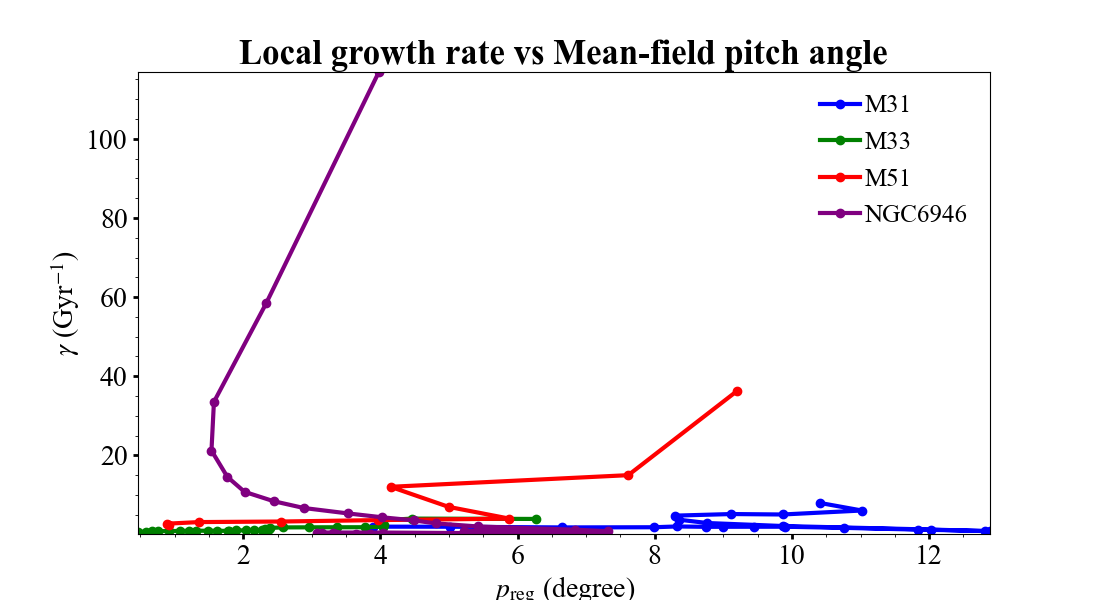 Local growth rate vs Mean-field pitch angle
M31
M33
M51
NGC6946
γ (Gyr⁻¹)
100
80
60
40
20
2 4 6 8 10 12
p_reg (degree)